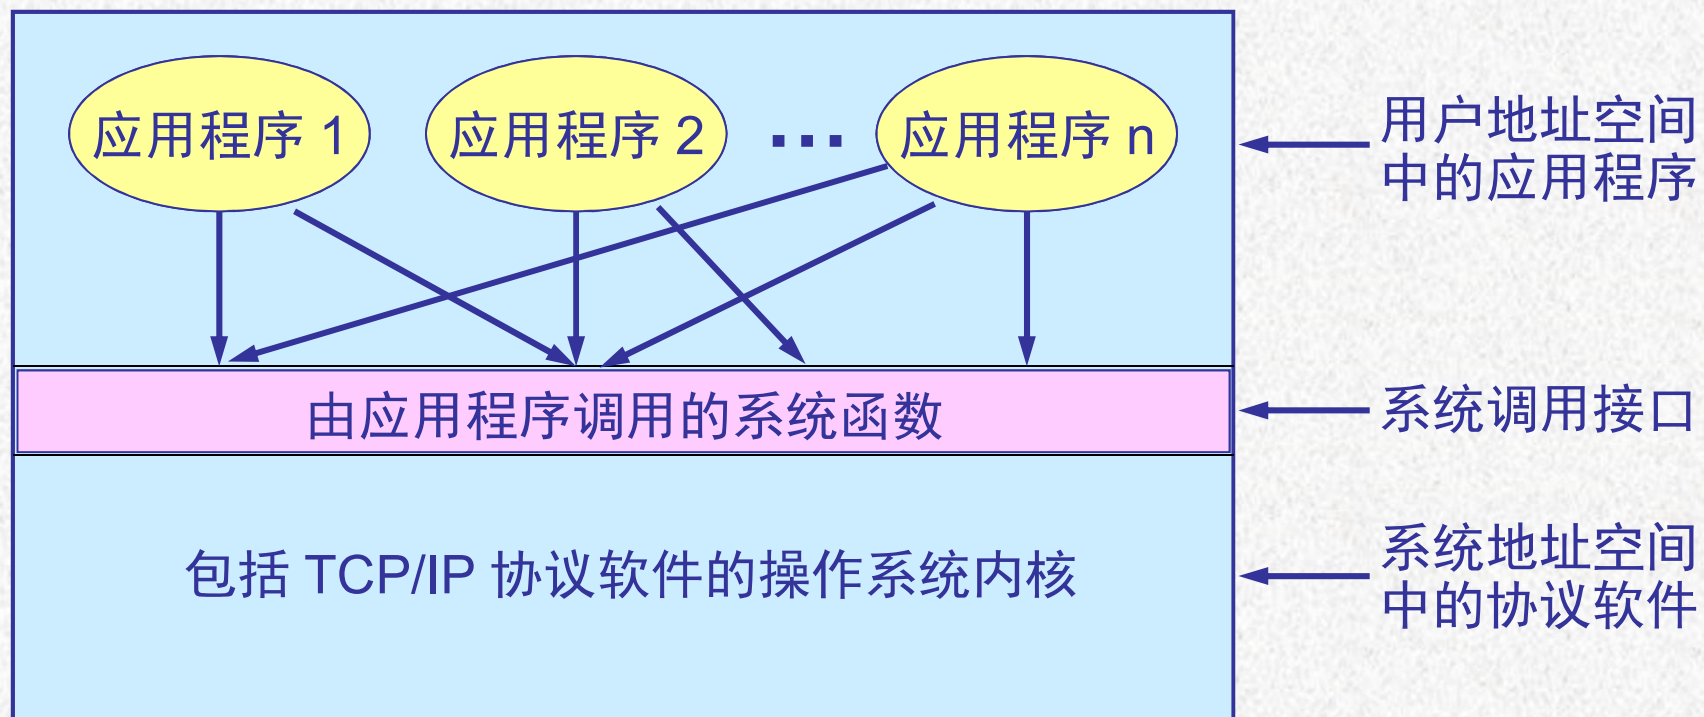 应用程序 1
应用程序 2
…
应用程序 n
用户地址空间
中的应用程序
由应用程序调用的系统函数
系统调用接口
包括 TCP/IP 协议软件的操作系统内核
系统地址空间
中的协议软件